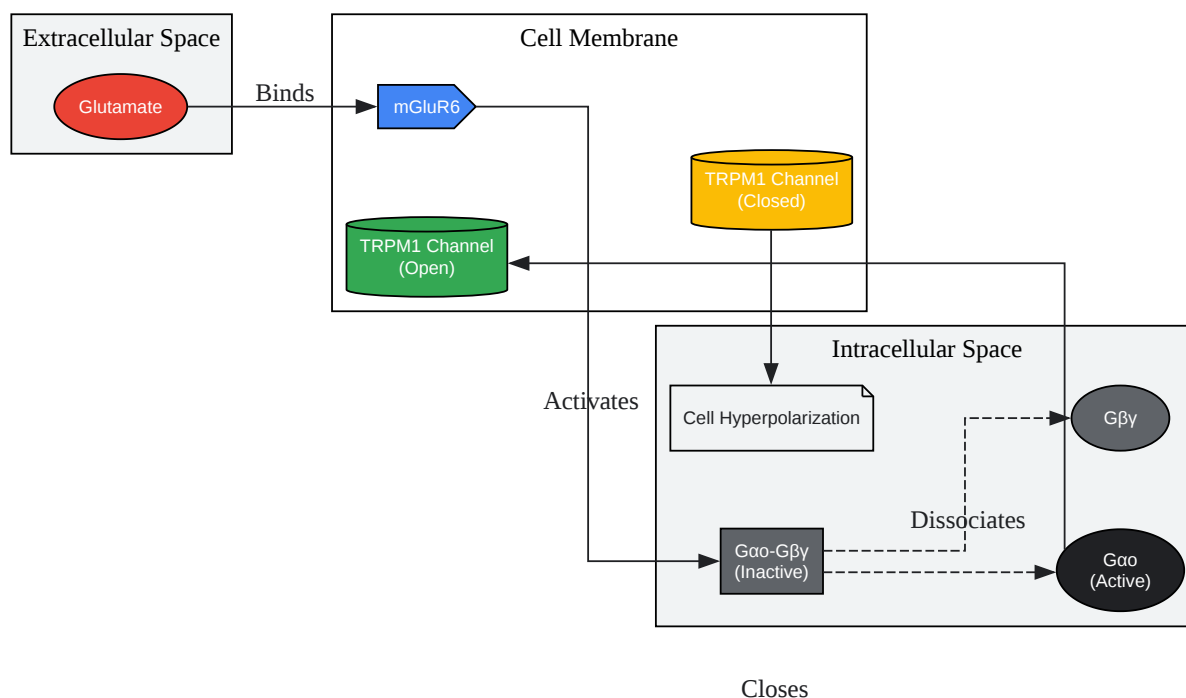 Extracellular Space
Cell Membrane
Glutamate
Binds
mGluR6
TRPM1 Channel
(Closed)
TRPM1 Channel
(Open)
Intracellular Space
Activates
Cell Hyperpolarization
Gβγ
Dissociates
Gαo-Gβγ
(Inactive)
Gαo
(Active)
Closes